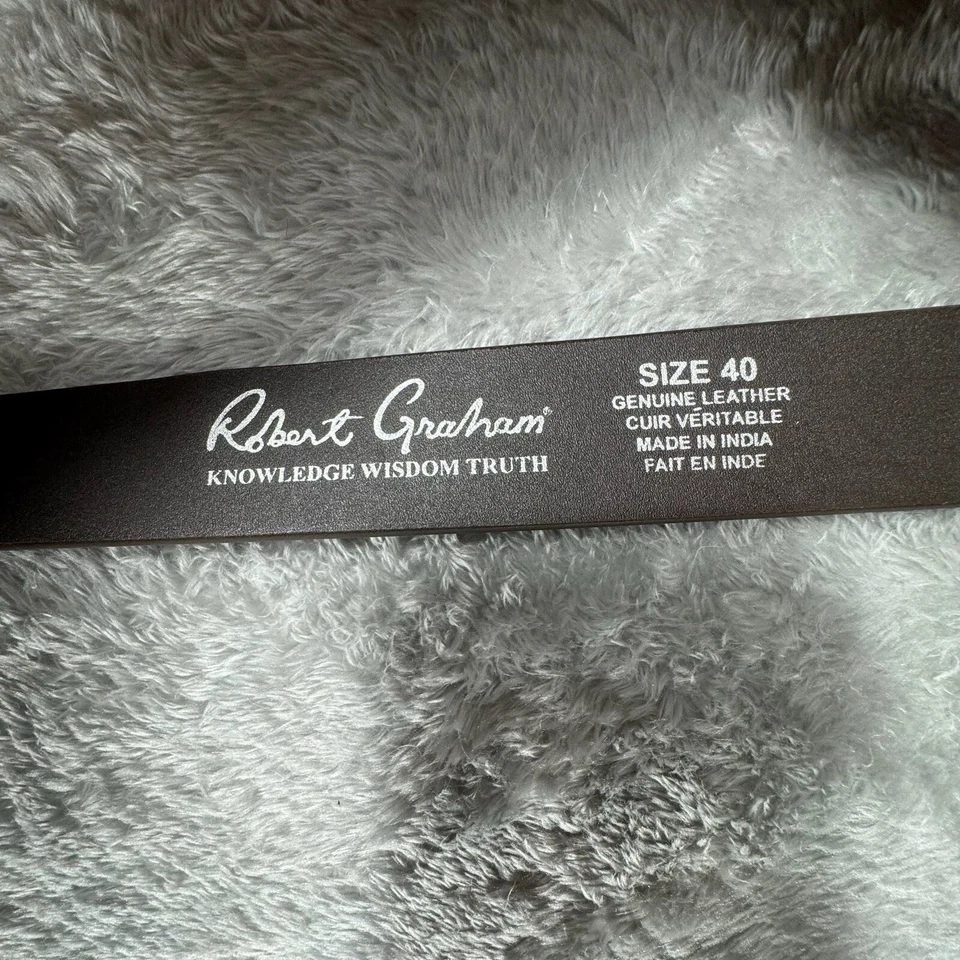 Robert Graham®
KNOWLEDGE WISDOM TRUTH
SIZE 40
GENUINE LEATHER
CUIR VÉRITABLE
MADE IN INDIA
FAIT EN INDE